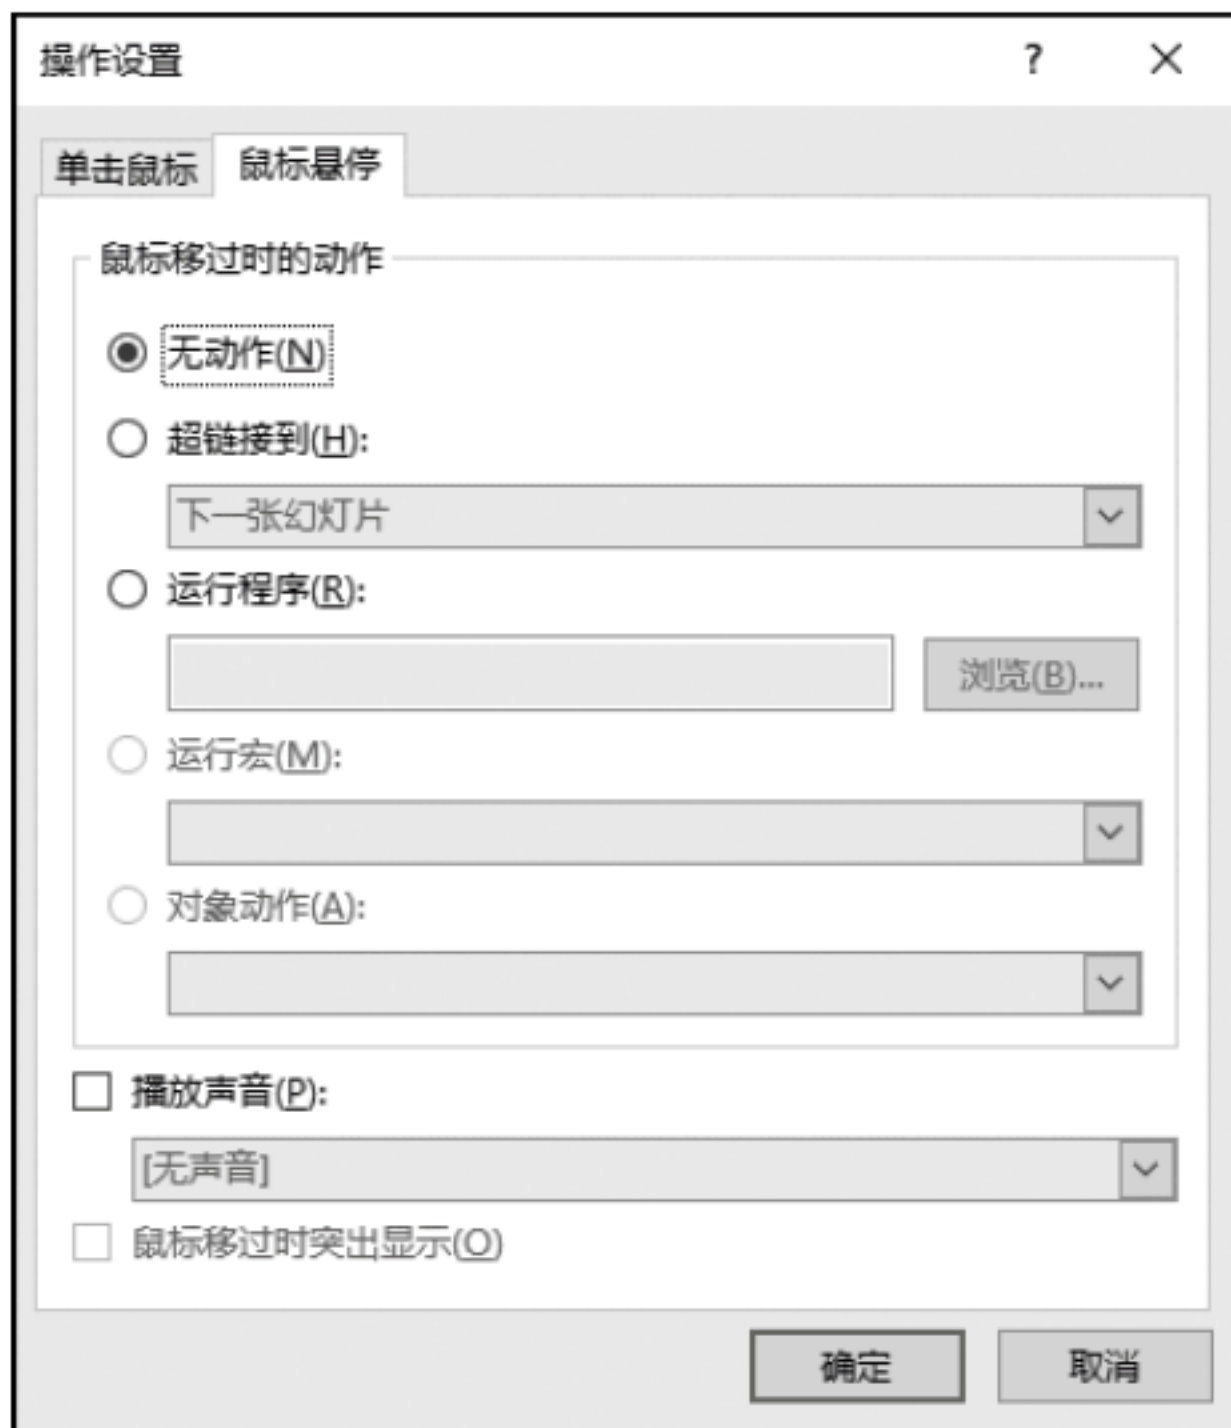 操作设置 ? ×
单击鼠标 鼠标悬停
鼠标移过时的动作
无动作(N)
超链接到(H):
下一张幻灯片
运行程序(R):
浏览(B)...
运行宏(M):
对象动作(A):
播放声音(P):
[无声音]
鼠标移过时突出显示(O)
确定 取消